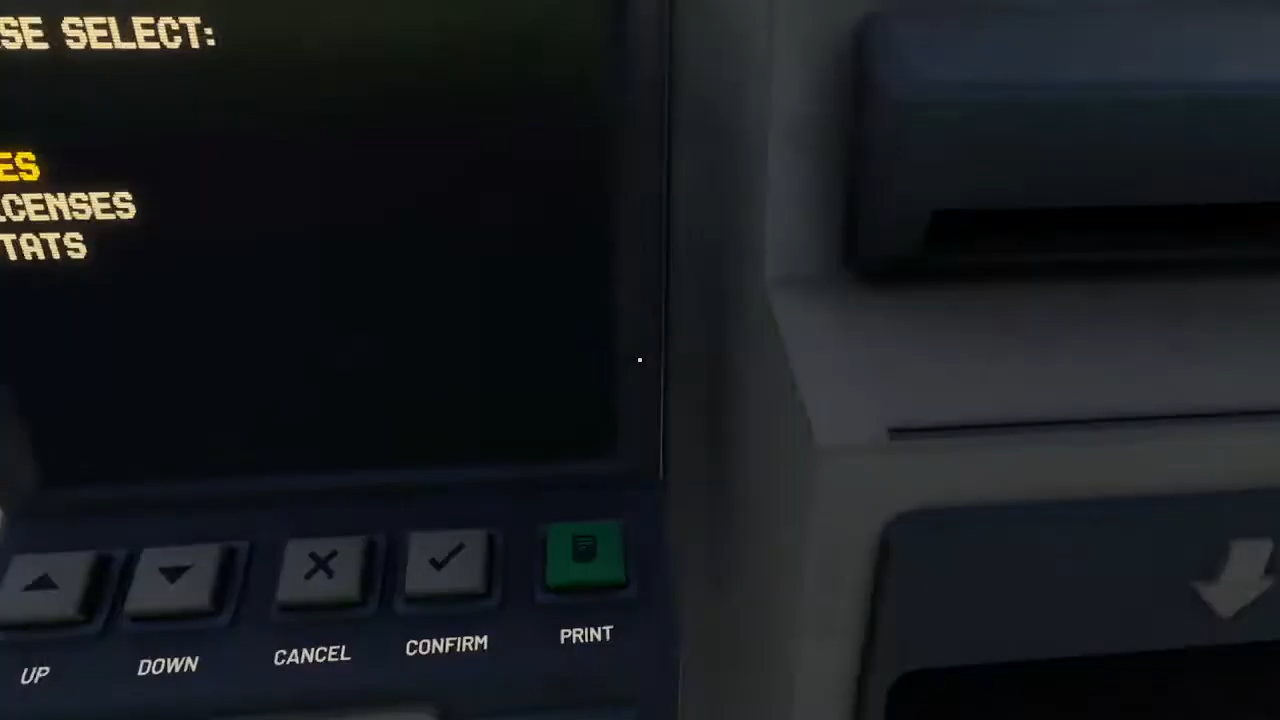 SE SELECT:
ES
CENSES
TATS
UP
DOWN
CANCEL
CONFIRM
PRINT